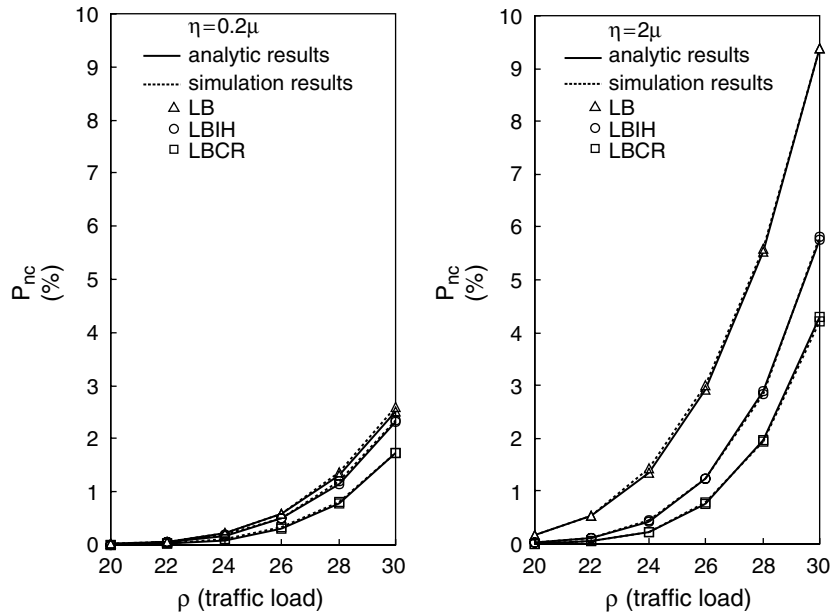 η=0.2μ
analytic results
simulation results
LB
LBIH
LBCR
10
9
8
7
6
5
4
3
2
1
0
P_nc
(%)
20 22 24 26 28 30
ρ (traffic load)
η=2μ
analytic results
simulation results
LB
LBIH
LBCR
10
9
8
7
6
5
4
3
2
1
0
P_nc
(%)
20 22 24 26 28 30
ρ (traffic load)